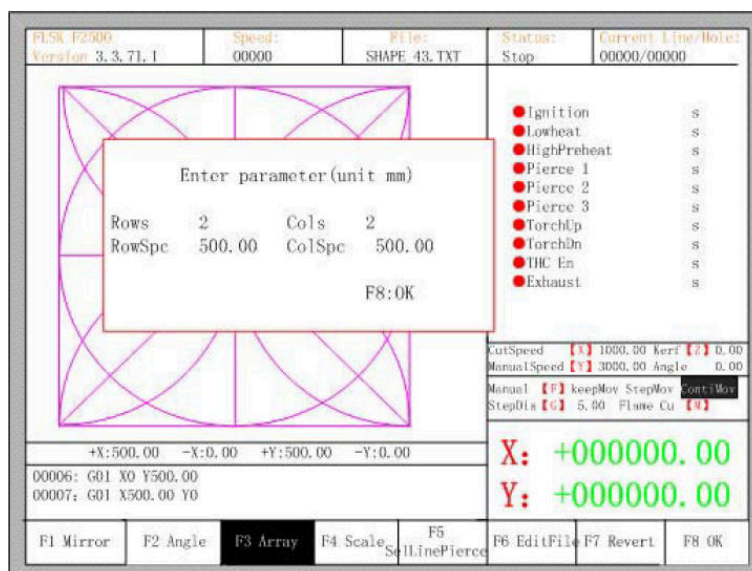 FLSK F2500 Speed: File: Status: Current Line/Hole:
Version 3.3.71.1 00000 SHAPE 43.TXT Stop 00000/00000
Ignition s
Lowheat s
HighPreheat s
Pierce 1 s
Pierce 2 s
Pierce 3 s
TorchUp s
TorchDn s
THC En s
Exhaust s
Enter parameter(unit mm)
Rows 2 Cols 2
RowSpc 500.00 ColSpc 500.00
F8:OK
CutSpeed 【X】 1000.00 Kerf【Z】0.00
ManualSpeed【Y】 3000.00 Angle 0.00
Manual 【F】keepMov StepMov ContiMov
StepDis【G】 5.00 Flame Cu【M】
+X:500.00 -X:0.00 +Y:500.00 -Y:0.00
00006: G01 X0 Y500.00
00007: G01 X500.00 Y0
X: +000000.00
Y: +000000.00
F1 Mirror F2 Angle F3 Array F4 Scale F5 SelLinePierce F6 EditFile F7 Revert F8 OK